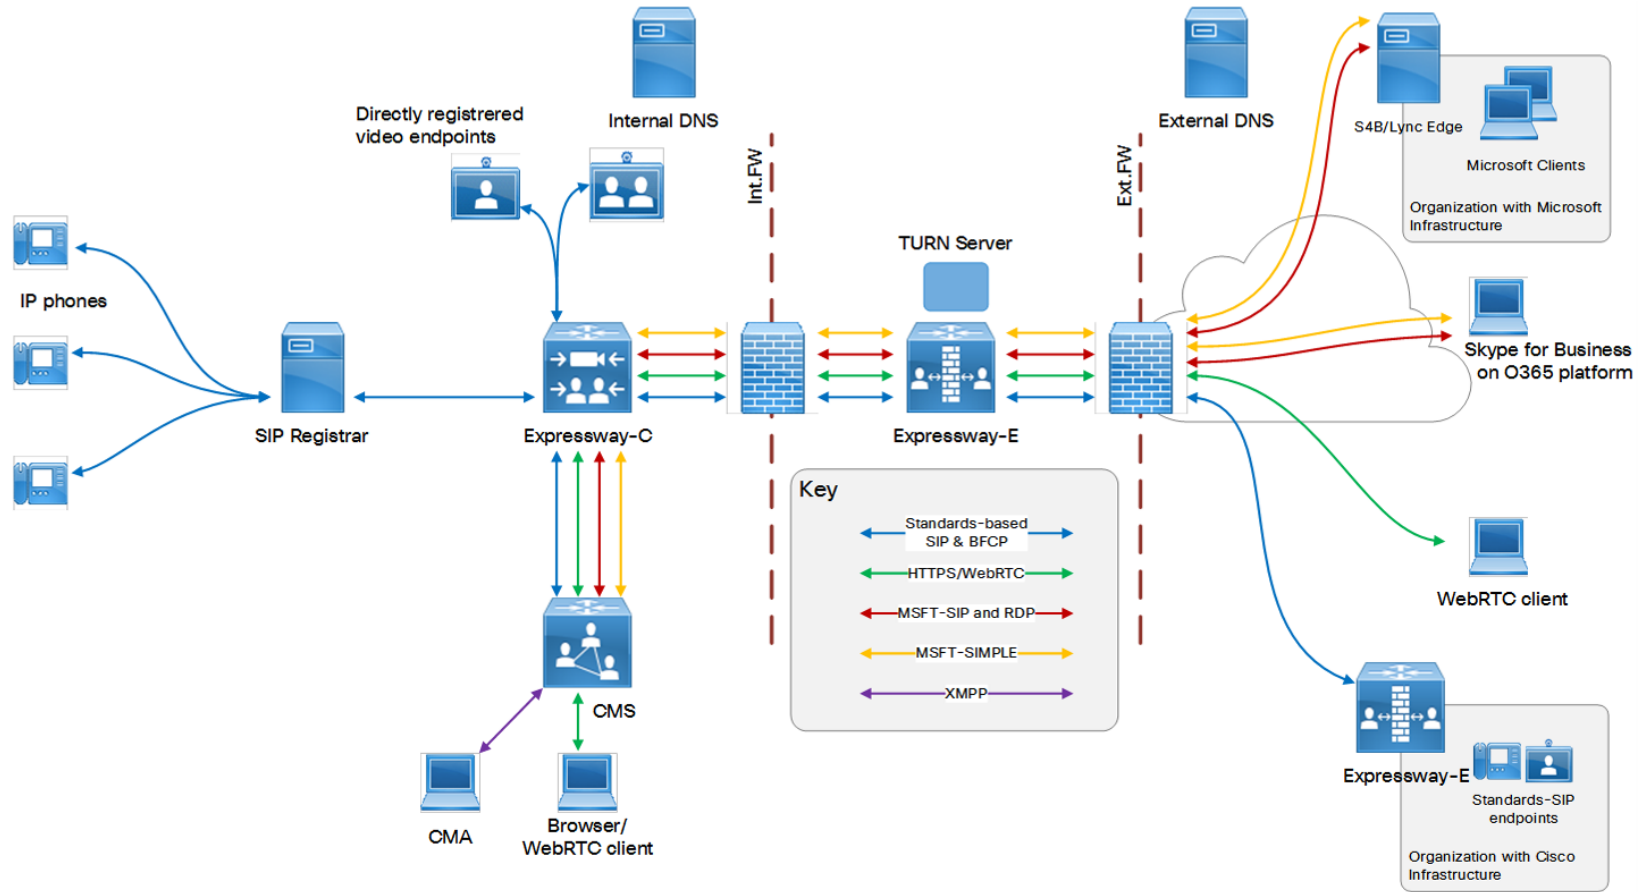 Directly registrered
video endpoints
Internal DNS
External DNS
S4B/Lync Edge
Microsoft Clients
Organization with Microsoft
Infrastructure
Int.FW
Ext.FW
TURN Server
IP phones
SIP Registrar
Expressway-C
Expressway-E
Skype for Business
on O365 platform
Key
Standards-based
SIP & BFCP
HTTPS/WebRTC
MSFT-SIP and RDP
MSFT-SIMPLE
XMPP
WebRTC client
CMS
CMA
Browser/
WebRTC client
Expressway-E
Standards-SIP
endpoints
Organization with Cisco
Infrastructure